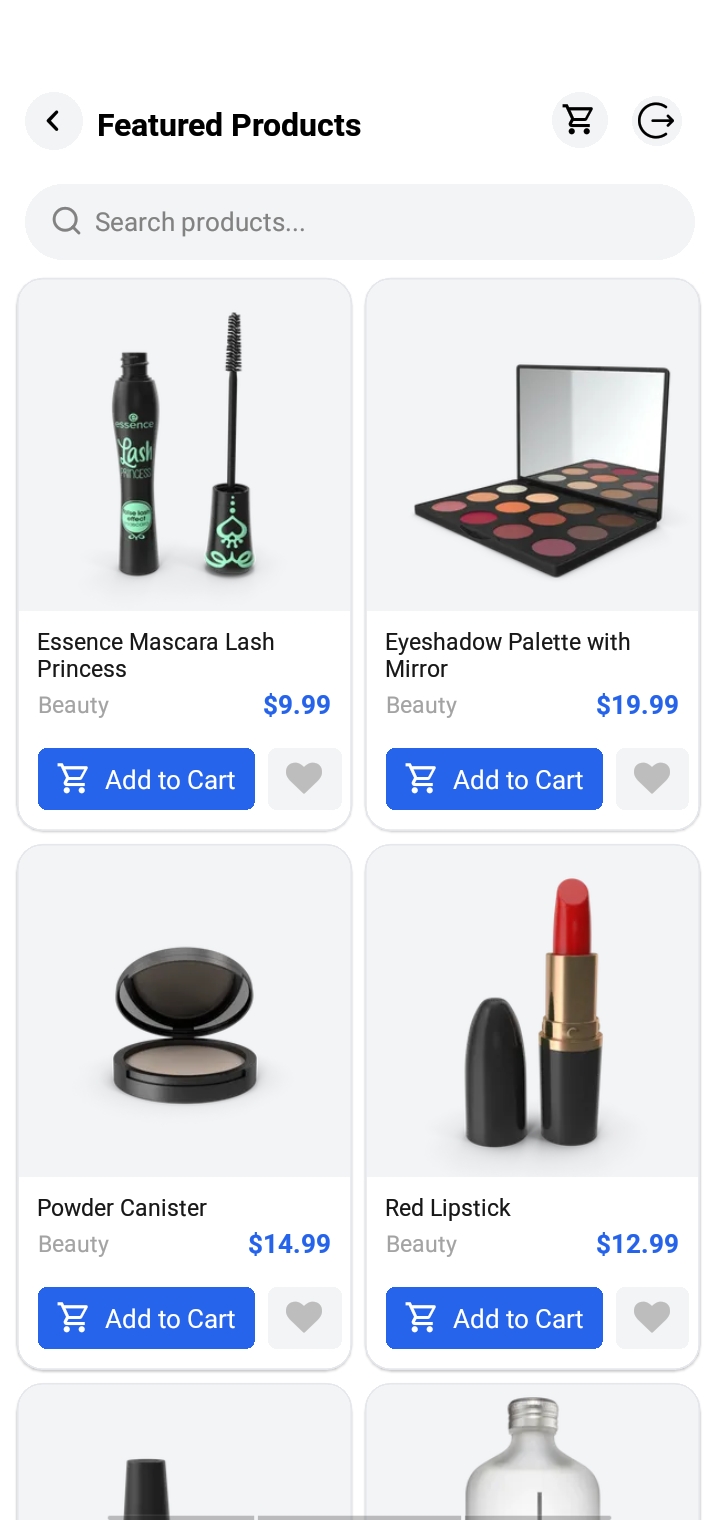 Featured Products
Search products...
essence
Lash
PRINCESS
false lash
effect
Essence Mascara Lash
Princess
Beauty
$9.99
Add to Cart
Eyeshadow Palette with
Mirror
Beauty
$19.99
Add to Cart
Powder Canister
Beauty
$14.99
Add to Cart
Red Lipstick
Beauty
$12.99
Add to Cart